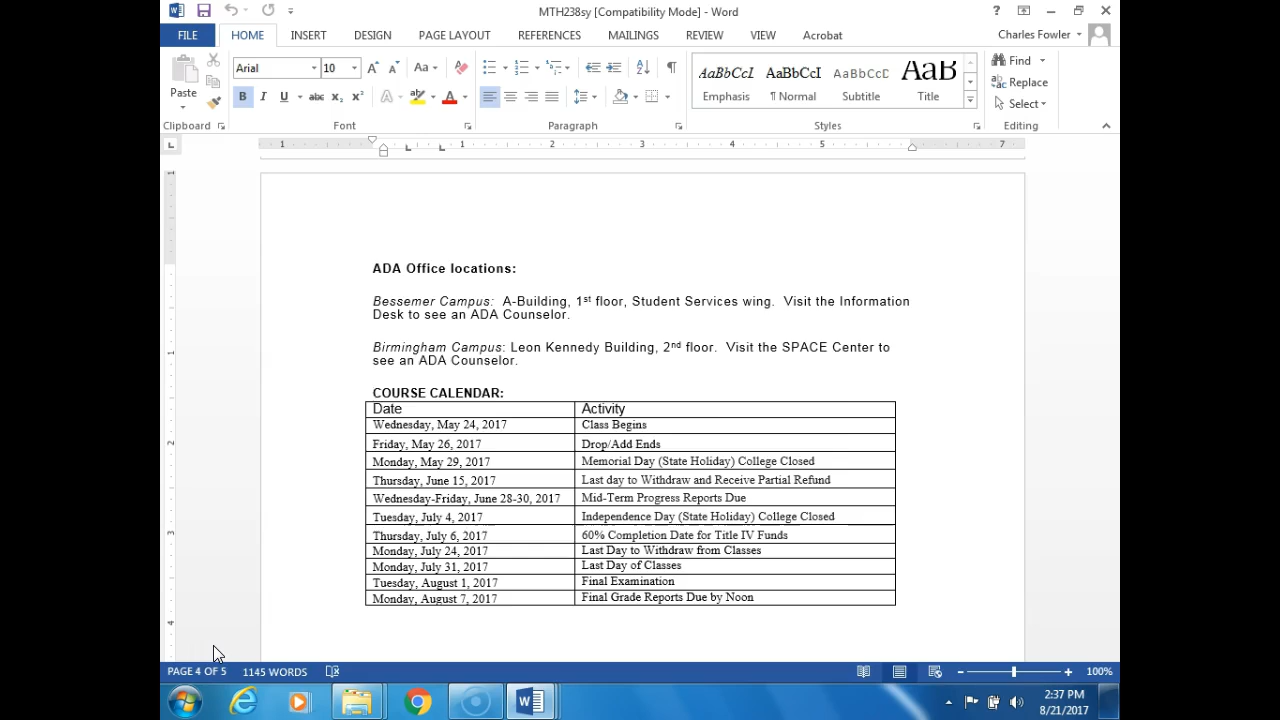 MTH238sy [Compatibility Mode] - Word
FILE HOME INSERT DESIGN PAGE LAYOUT REFERENCES MAILINGS REVIEW VIEW Acrobat Charles Fowler
Paste
Arial 10 Aa
AaBbCcI AaBbCcI AaBbCcD AaB
Emphasis ¶ Normal Subtitle Title
Find
Replace
Select
Clipboard Font Paragraph Styles Editing
1 1 2 3 4 5 7
ADA Office locations:
Bessemer Campus: A-Building, 1st floor, Student Services wing. Visit the Information
Desk to see an ADA Counselor.
Birmingham Campus: Leon Kennedy Building, 2nd floor. Visit the SPACE Center to
see an ADA Counselor.
COURSE CALENDAR:
Date Activity
Wednesday, May 24, 2017 Class Begins
Friday, May 26, 2017 Drop/Add Ends
Monday, May 29, 2017 Memorial Day (State Holiday) College Closed
Thursday, June 15, 2017 Last day to Withdraw and Receive Partial Refund
Wednesday-Friday, June 28-30, 2017 Mid-Term Progress Reports Due
Tuesday, July 4, 2017 Independence Day (State Holiday) College Closed
Thursday, July 6, 2017 60% Completion Date for Title IV Funds
Monday, July 24, 2017 Last Day to Withdraw from Classes
Monday, July 31, 2017 Last Day of Classes
Tuesday, August 1, 2017 Final Examination
Monday, August 7, 2017 Final Grade Reports Due by Noon
PAGE 4 OF 5 1145 WORDS 100%
2:37 PM
8/21/2017